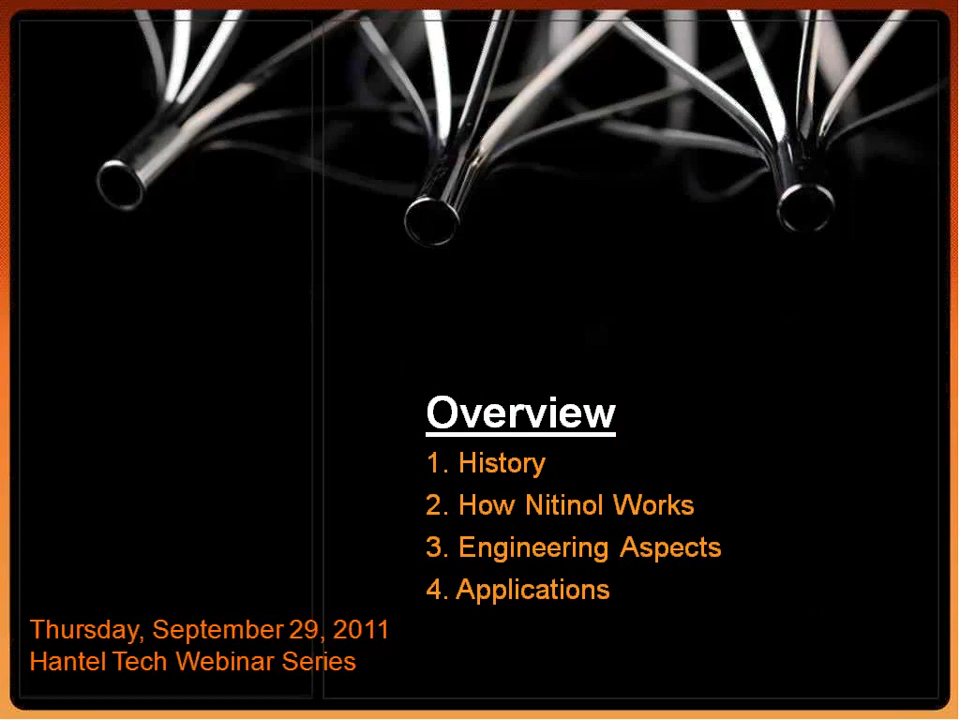 Overview
1. History
2. How Nitinol Works
3. Engineering Aspects
4. Applications
Thursday, September 29, 2011
Hantel Tech Webinar Series